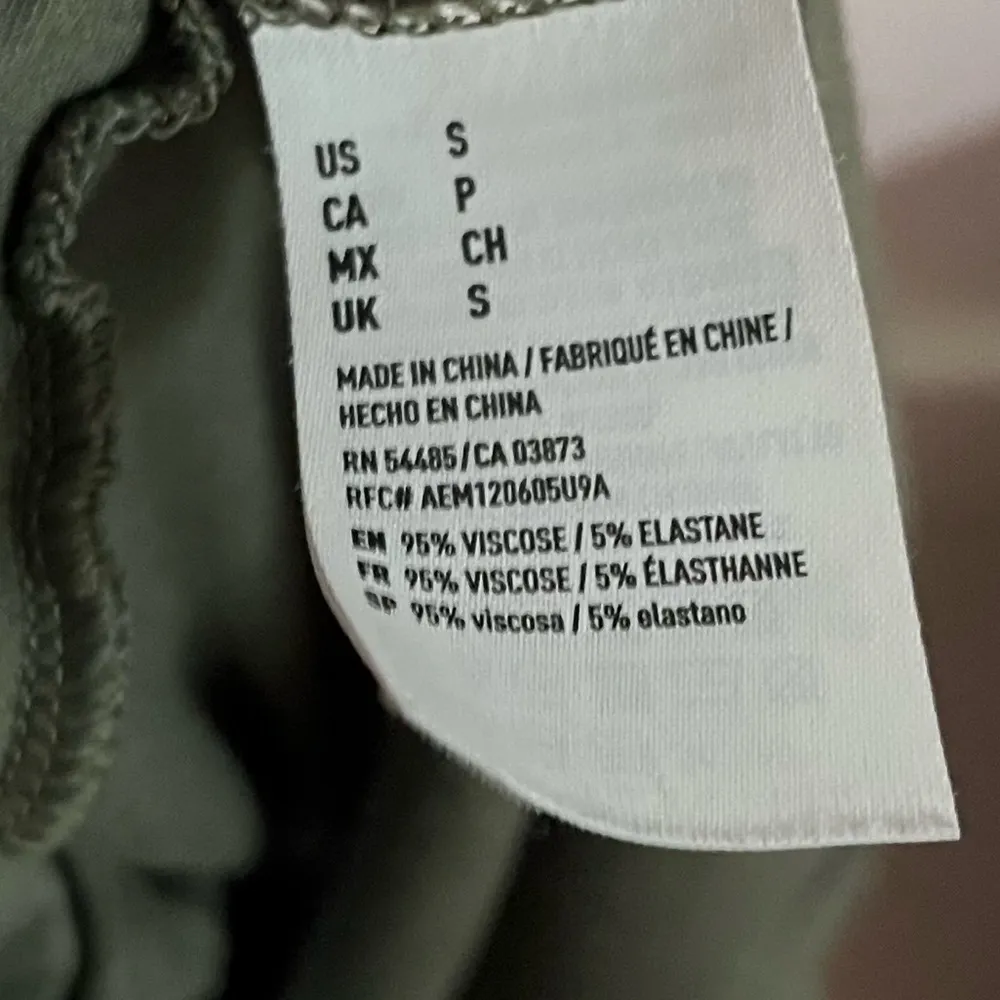 US S
CA P
MX CH
UK S
MADE IN CHINA / FABRIQUÉ EN CHINE /
HECHO EN CHINA
RN 54485/CA 03873
RFC# AEM120605U9A
EN 95% VISCOSE / 5% ELASTANE
FR 95% VISCOSE / 5% ÉLASTHANNE
SP 95% viscosa / 5% elastano